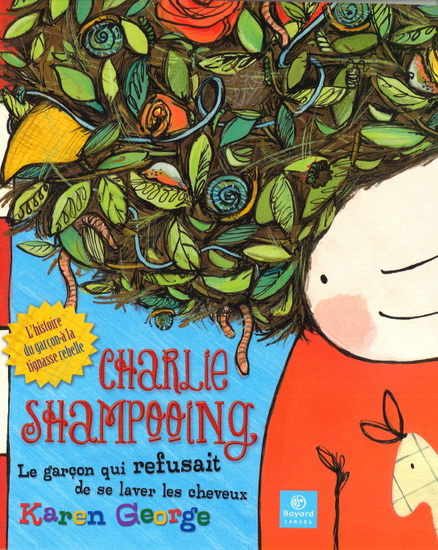 L'histoire
du garçon à la
tignasse rebelle
CHARLIE
SHAMPOOING
Le garçon qui refusait
de se laver les cheveux
Karen George
Bayard
CANADA